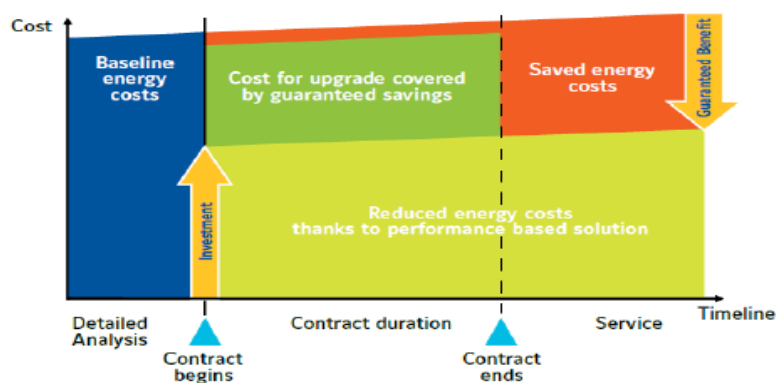 Cost
Baseline
energy
costs
Cost for upgrade covered
by guaranteed savings
Saved energy
costs
Guaranteed Benefit
Investment
Reduced energy costs
thanks to performance based solution
Detailed
Analysis
Contract duration
Service
Timeline
Contract
begins
Contract
ends